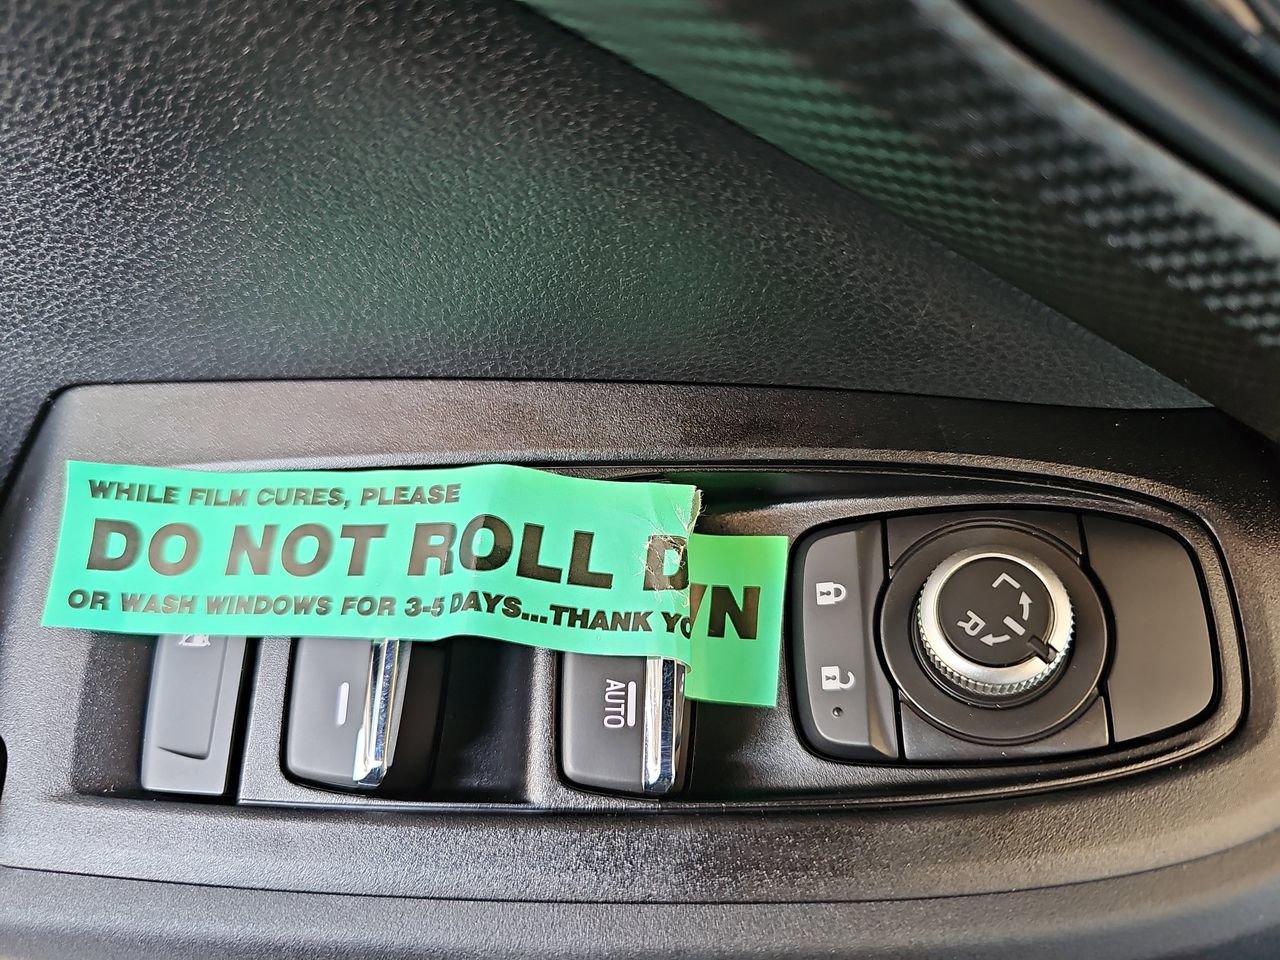 WHILE FILM CURES, PLEASE
DO NOT ROLL D WN
OR WASH WINDOWS FOR 3-5 DAYS...THANK YO
AUTO
L
R